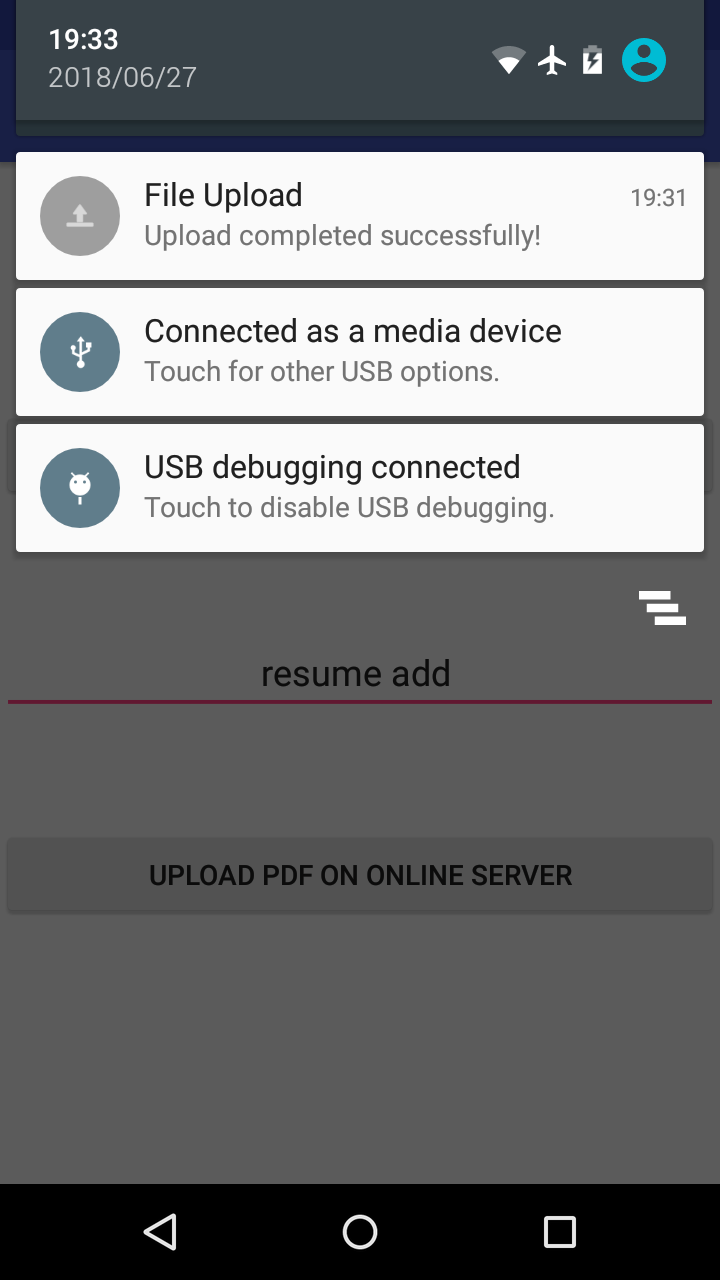 19:33
2018/06/27
File Upload 19:31
Upload completed successfully!
Connected as a media device
Touch for other USB options.
USB debugging connected
Touch to disable USB debugging.
resume add
UPLOAD PDF ON ONLINE SERVER